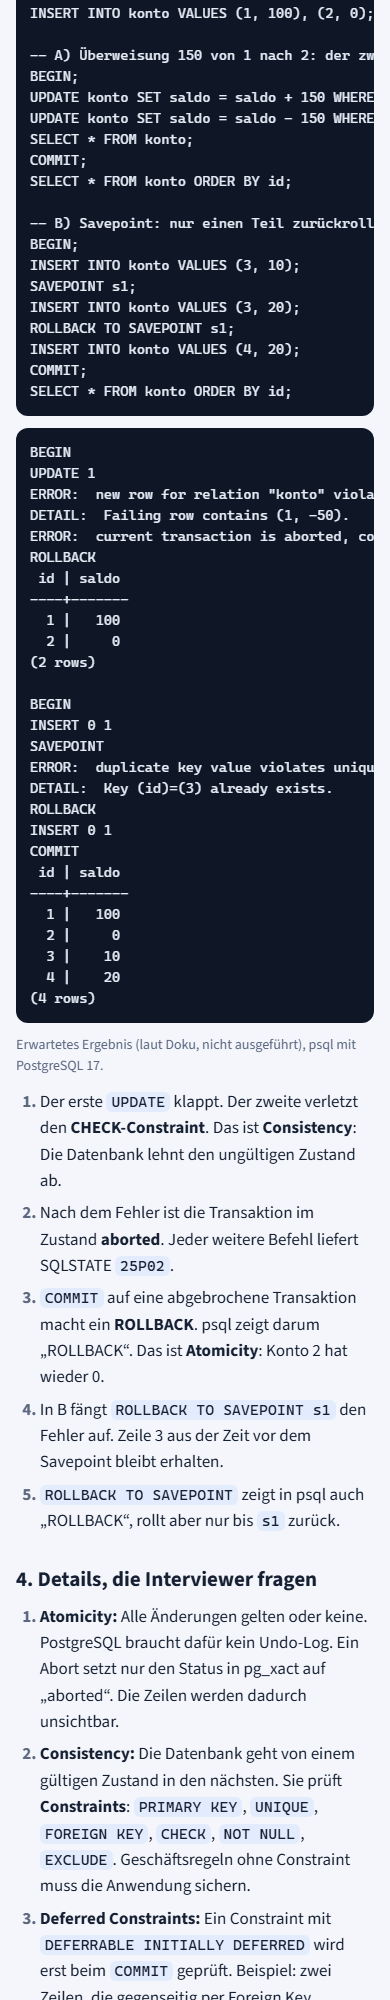 INSERT INTO konto VALUES (1, 100), (2, 0);
-- A) Überweisung 150 von 1 nach 2: der
BEGIN;
UPDATE konto SET saldo = saldo + 150 WHERE
UPDATE konto SET saldo = saldo - 150 WHERE
SELECT * FROM konto;
COMMIT;
SELECT * FROM konto ORDER BY id;
-- B) Savepoint: nur einen Teil
BEGIN;
INSERT INTO konto VALUES (3, 10);
SAVEPOINT s1;
INSERT INTO konto VALUES (3, 20);
ROLLBACK TO SAVEPOINT s1;
INSERT INTO konto VALUES (4, 20);
COMMIT;
SELECT * FROM konto ORDER BY id;
BEGIN
UPDATE 1
ERROR:  new row for relation "konto"
DETAIL:  Failing row contains (1, -50).
ERROR:  current transaction is aborted,
ROLLBACK
id | saldo
----+-------
1 |   100
2 |     0
(2 rows)
BEGIN
INSERT 0 1
SAVEPOINT
ERROR:  duplicate key value violates
DETAIL:  Key (id)=(3) already exists.
ROLLBACK
INSERT 0 1
COMMIT
id | saldo
----+-------
1 |   100
2 |     0
3 |    10
4 |    20
(4 rows)
Erwartetes Ergebnis (laut Doku, nicht ausgeführt), psql mit
PostgreSQL 17.
1. Der erste UPDATE klappt. Der zweite verletzt
den CHECK-Constraint. Das ist Consistency:
Die Datenbank lehnt den ungültigen Zustand
ab.
2. Nach dem Fehler ist die Transaktion im
Zustand aborted. Jeder weitere Befehl liefert
SQLSTATE 25P02.
3. COMMIT auf eine abgebrochene Transaktion
macht ein ROLLBACK. psql zeigt darum
„ROLLBACK“. Das ist Atomicity: Konto 2 hat
wieder 0.
4. In B fängt ROLLBACK TO SAVEPOINT s1 den
Fehler auf. Zeile 3 aus der Zeit vor dem
Savepoint bleibt erhalten.
5. ROLLBACK TO SAVEPOINT zeigt in psql auch
„ROLLBACK“, rollt aber nur bis s1 zurück.
4. Details, die Interviewer fragen
1. Atomicity: Alle Änderungen gelten oder keine.
PostgreSQL braucht dafür kein Undo-Log. Ein
Abort setzt nur den Status in pg_xact auf
„aborted“. Die Zeilen werden dadurch
unsichtbar.
2. Consistency: Die Datenbank geht von einem
gültigen Zustand in den nächsten. Sie prüft
Constraints: PRIMARY KEY, UNIQUE,
FOREIGN KEY, CHECK, NOT NULL,
EXCLUDE. Geschäftsregeln ohne Constraint
muss die Anwendung sichern.
3. Deferred Constraints: Ein Constraint mit
DEFERRABLE INITIALLY DEFERRED wird
erst beim COMMIT geprüft. Beispiel: zwei
Zeilen, die gegenseitig per Foreign Key